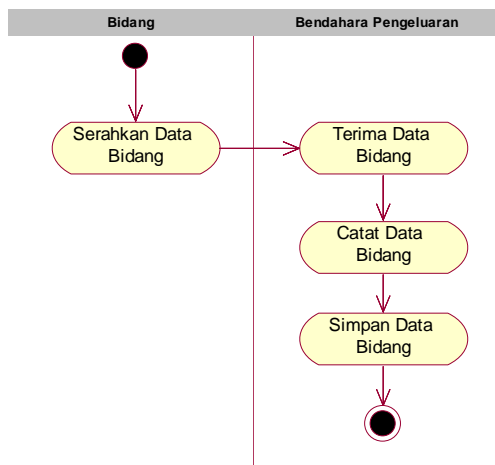 Bidang
Bendahara Pengeluaran
Serahkan Data
Bidang
Terima Data
Bidang
Catat Data
Bidang
Simpan Data
Bidang